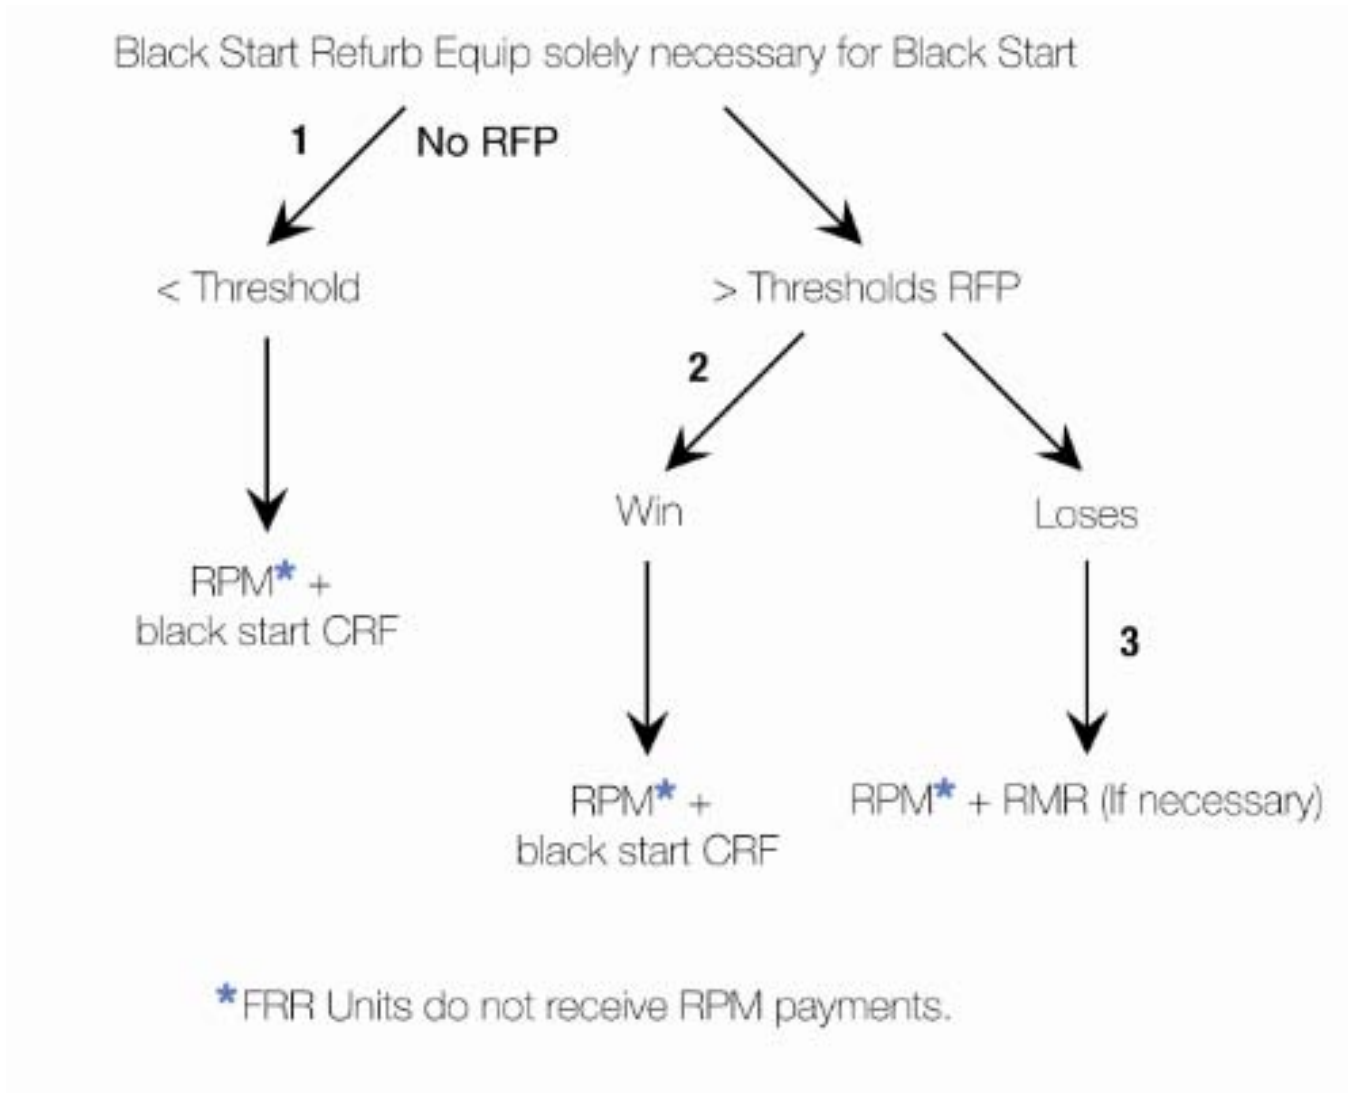 Black Start Refurb Equip solely necessary for Black Start
1
No RFP
< Threshold
> Thresholds RFP
2
Win
Loses
RPM* +
black start CRF
3
RPM* +
black start CRF
RPM* + RMR (If necessary)
*FRR Units do not receive RPM payments.